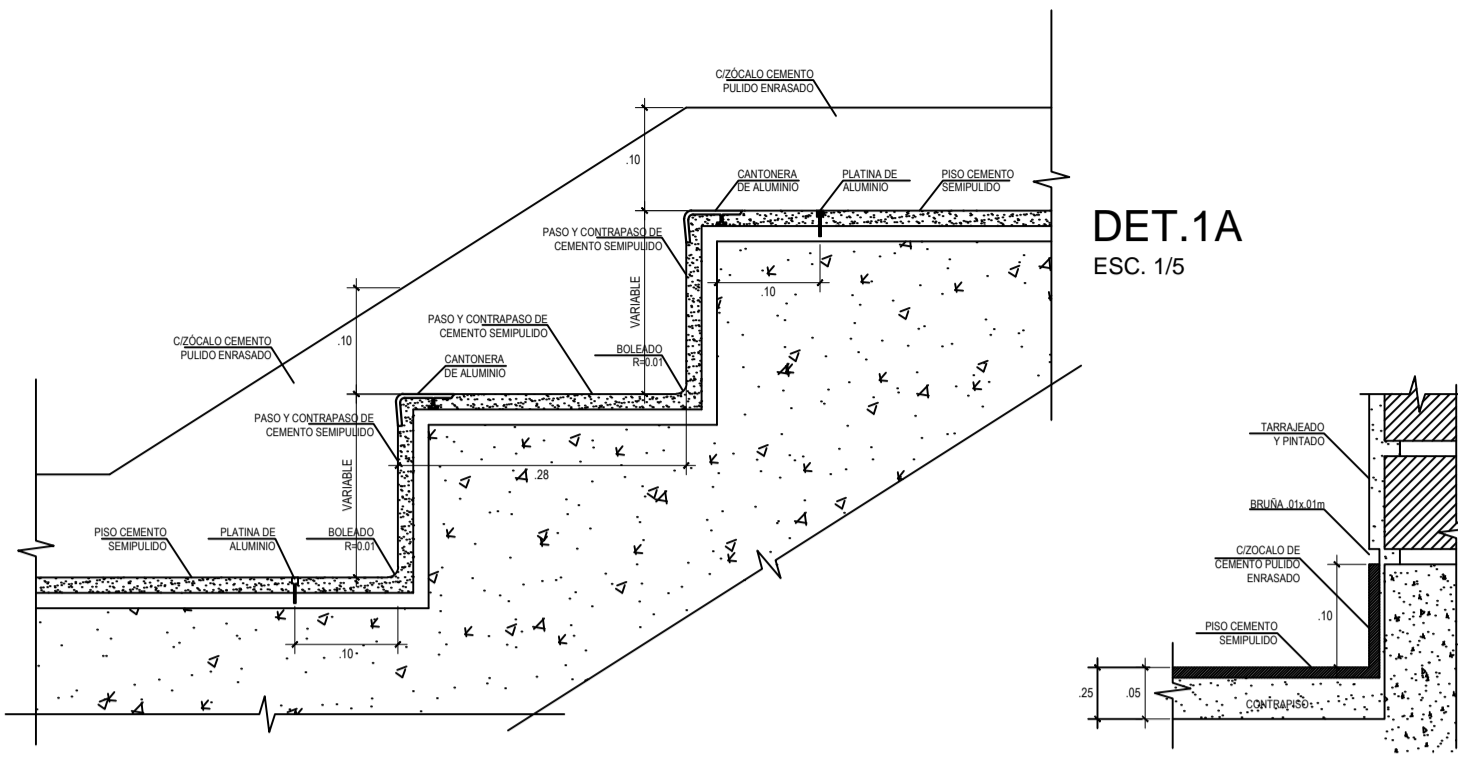 C/ZÓCALO CEMENTO
PULIDO ENRASADO
.10
CANTONERA
DE ALUMINIO
PLATINA DE
ALUMINIO
PISO CEMENTO
SEMIPULIDO
DET.1A
ESC. 1/5
PASO Y CONTRAPASO DE
CEMENTO SEMIPULIDO
VARIABLE
.10
.10
PASO Y CONTRAPASO DE
CEMENTO SEMIPULIDO
C/ZÓCALO CEMENTO
PULIDO ENRASADO
BOLEADO
R=0.01
CANTONERA
DE ALUMINIO
PASO Y CONTRAPASO DE
CEMENTO SEMIPULIDO
.28
VARIABLE
PISO CEMENTO
SEMIPULIDO
PLATINA DE
ALUMINIO
BOLEADO
R=0.01
.10
TARRAJEADO
Y PINTADO
BRUÑA .01x.01m
C/ZOCALO DE
CEMENTO PULIDO
ENRASADO
.10
PISO CEMENTO
SEMIPULIDO
.25
.05
CONTRAPISO